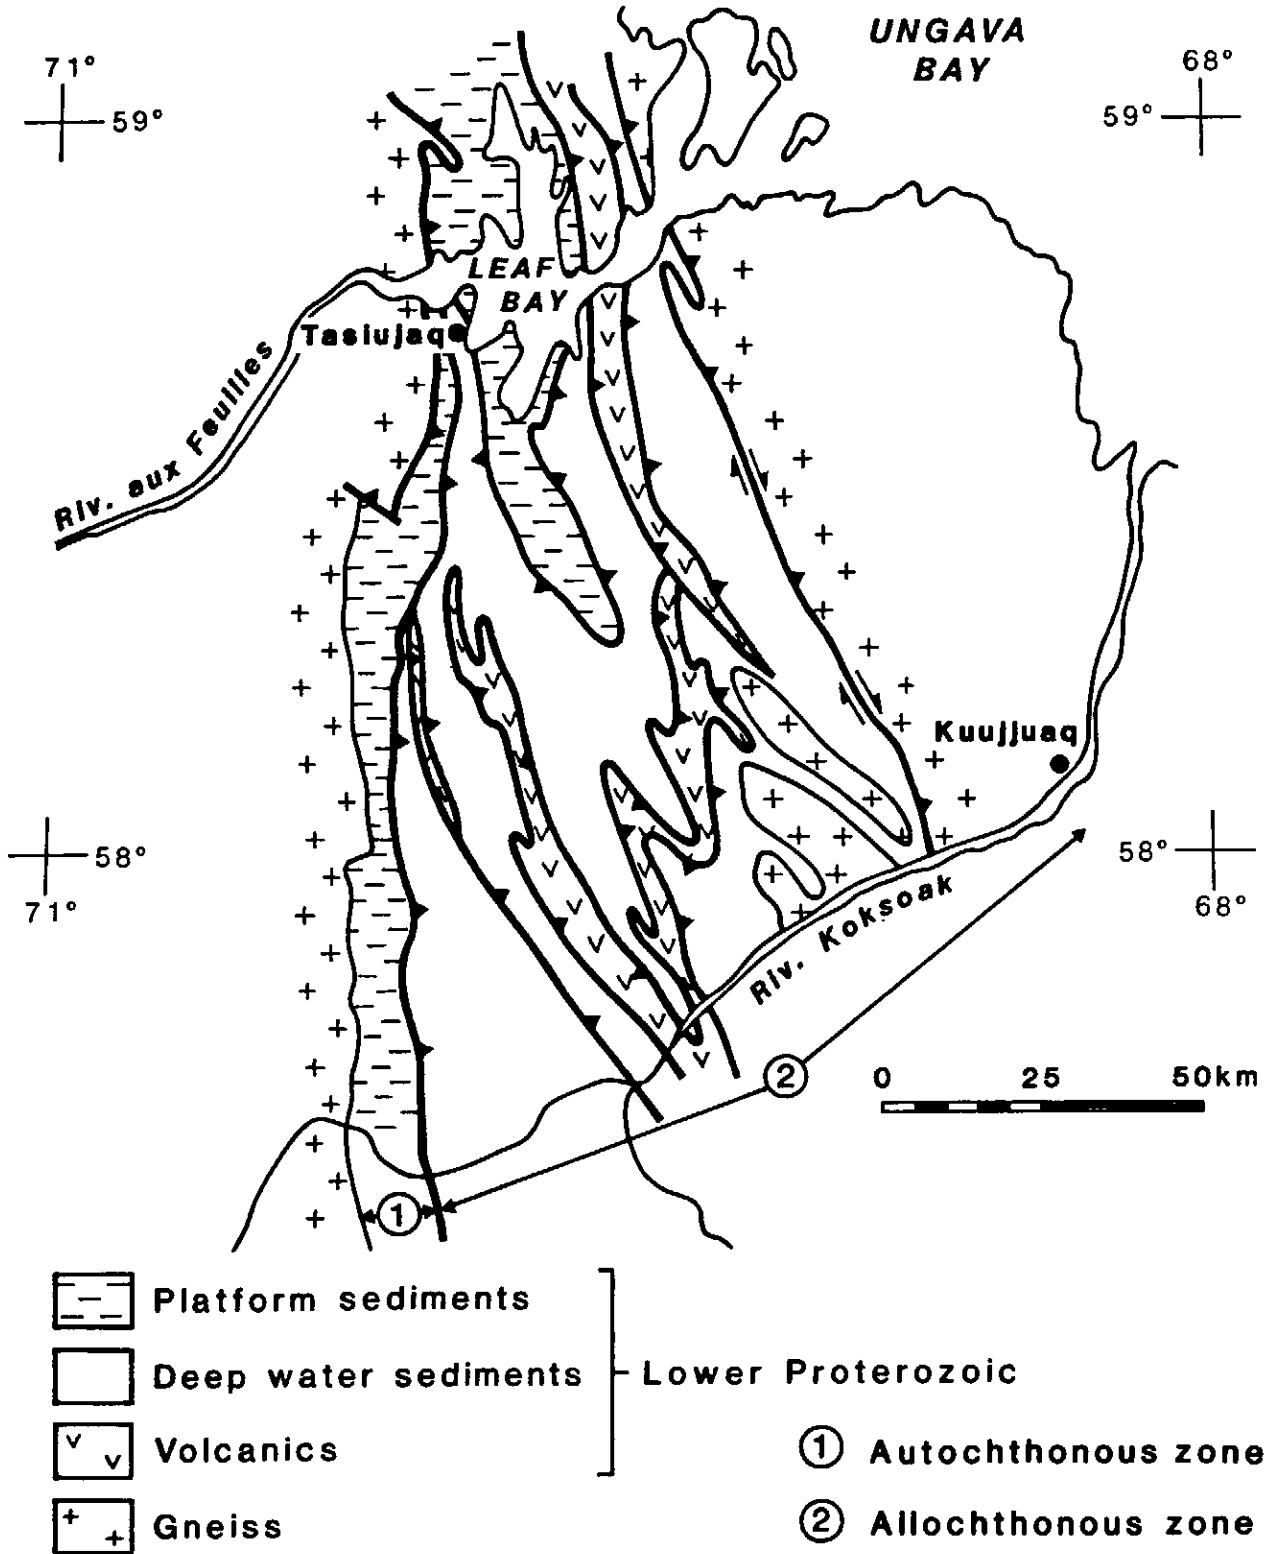 UNGAVA
BAY
71°
59°
68°
59°
LEAF
BAY
Tasiujaq
Riv. aux Feuilles
Kuujjuaq
58°
71°
58°
68°
Riv. Koksoak
2
0 25 50km
1
Platform sediments
Deep water sediments
Lower Proterozoic
Volcanics
1 Autochthonous zone
Gneiss
2 Allochthonous zone